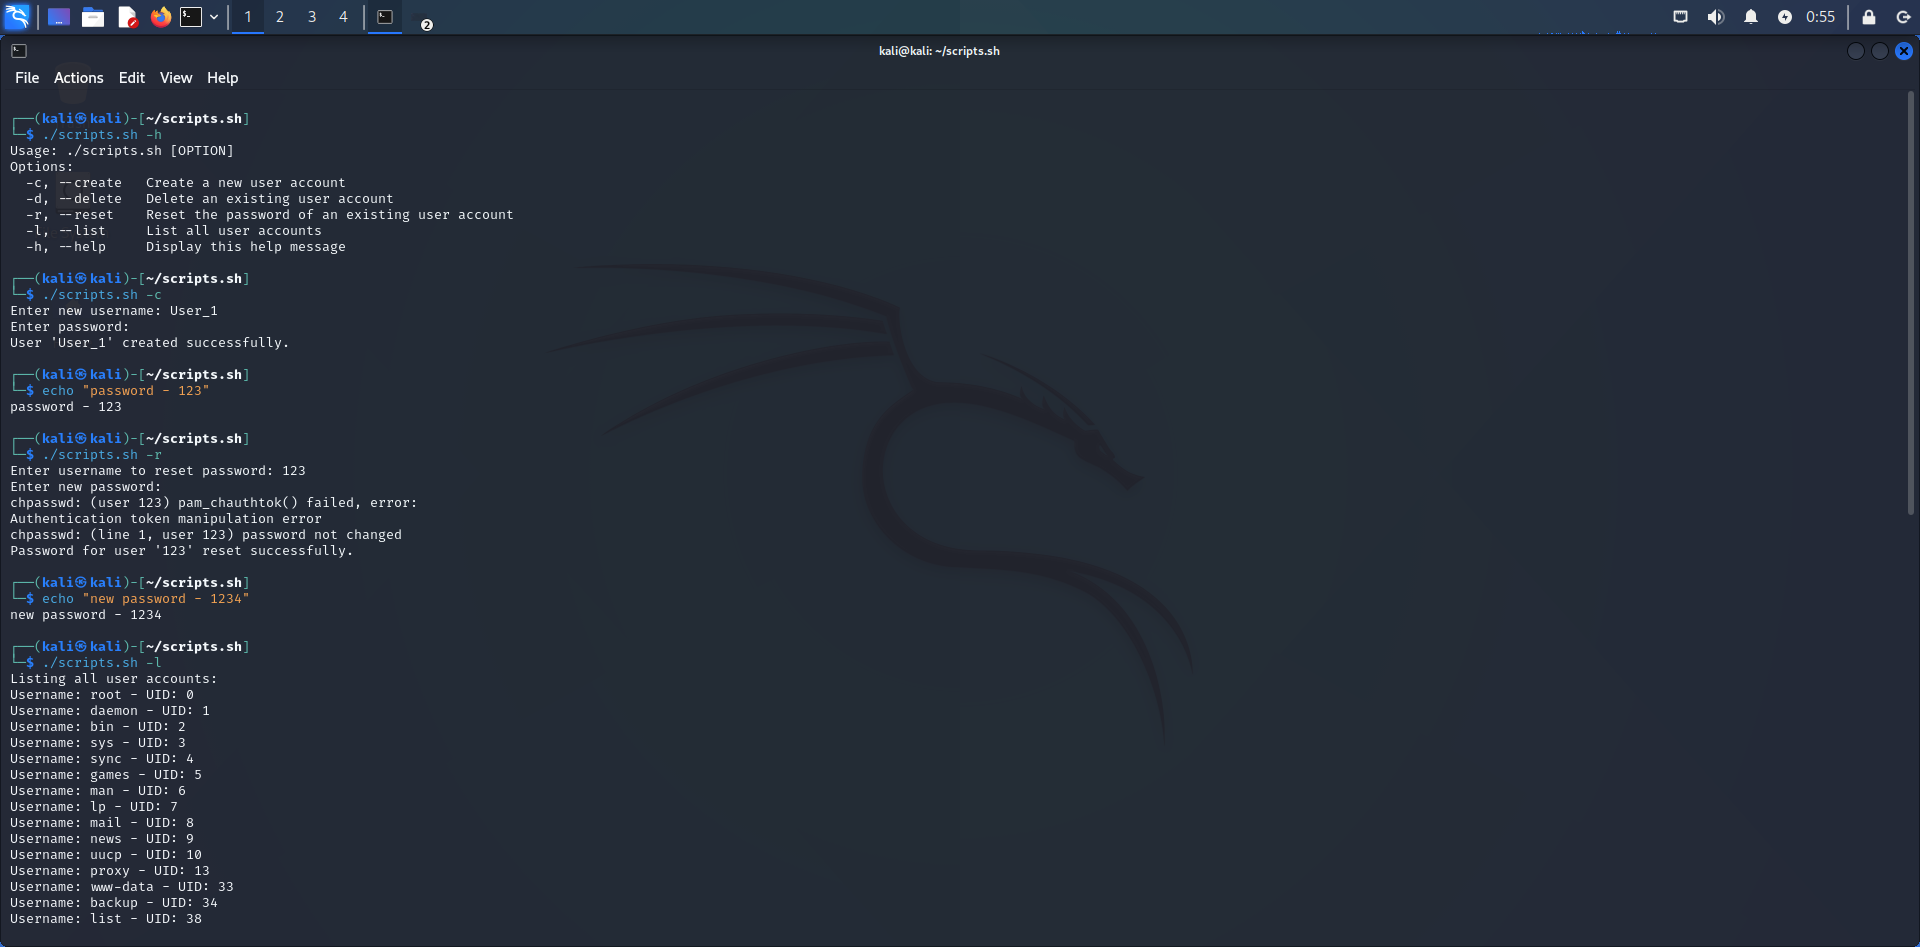 1 2 3 4
2
0:55
kali@kali: ~/scripts.sh
File Actions Edit View Help
┌──(kali㉿kali)-[~/scripts.sh]
└─$ ./scripts.sh -h
Usage: ./scripts.sh [OPTION]
Options:
  -c, --create   Create a new user account
  -d, --delete   Delete an existing user account
  -r, --reset    Reset the password of an existing user account
  -l, --list     List all user accounts
  -h, --help     Display this help message
┌──(kali㉿kali)-[~/scripts.sh]
└─$ ./scripts.sh -c
Enter new username: User_1
Enter password:
User 'User_1' created successfully.
┌──(kali㉿kali)-[~/scripts.sh]
└─$ echo "password - 123"
password - 123
┌──(kali㉿kali)-[~/scripts.sh]
└─$ ./scripts.sh -r
Enter username to reset password: 123
Enter new password:
chpasswd: (user 123) pam_chauthtok() failed, error:
Authentication token manipulation error
chpasswd: (line 1, user 123) password not changed
Password for user '123' reset successfully.
┌──(kali㉿kali)-[~/scripts.sh]
└─$ echo "new password - 1234"
new password - 1234
┌──(kali㉿kali)-[~/scripts.sh]
└─$ ./scripts.sh -l
Listing all user accounts:
Username: root - UID: 0
Username: daemon - UID: 1
Username: bin - UID: 2
Username: sys - UID: 3
Username: sync - UID: 4
Username: games - UID: 5
Username: man - UID: 6
Username: lp - UID: 7
Username: mail - UID: 8
Username: news - UID: 9
Username: uucp - UID: 10
Username: proxy - UID: 13
Username: www-data - UID: 33
Username: backup - UID: 34
Username: list - UID: 38